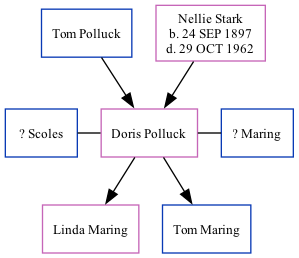 Tom Polluck
Nellie Stark
b. 24 SEP 1897
d. 29 OCT 1962
? Scoles
Doris Polluck
? Maring
Linda Maring
Tom Maring